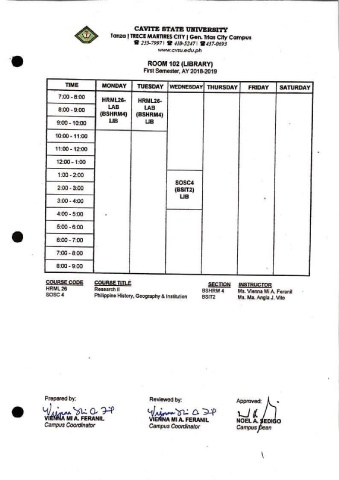 CAVITE STATE UNIVERSITY
Tanza | TRECE MARTIRES CITY | Gen. Trias City Campus
www.cvsu.edu.ph
ROOM 102 (LIBRARY)
First Semester, AY 2018-2019
TIME MONDAY TUESDAY WEDNESDAY THURSDAY FRIDAY SATURDAY
7:00 - 8:00
8:00 - 9:00
9:00 - 10:00
10:00 - 11:00
11:00 - 12:00
12:00 - 1:00
1:00 - 2:00
2:00 - 3:00
3:00 - 4:00
4:00 - 5:00
5:00 - 6:00
6:00 - 7:00
7:00 - 8:00
8:00 - 9:00
HRML26-
LAB
(BSHRM4)
LIB
HRML26-
LAB
(BSHRM4)
LIB
SOSC4
(BSIT2)
LIB
COURSE CODE COURSE TITLE SECTION INSTRUCTOR
HRML 26 Research II BSHRM 4 Ms. Vienna Mi A. Feranil
SOSC 4 Philippine History, Geography & Institution BSIT2 Ms. Ma. Angla J. Vito
Prepared by: Reviewed by: Approved:
VIENNA MI A. FERANIL VIENNA MI A. FERANIL NOEL A. SEDIGO
Campus Coordinator Campus Coordinator Campus Dean